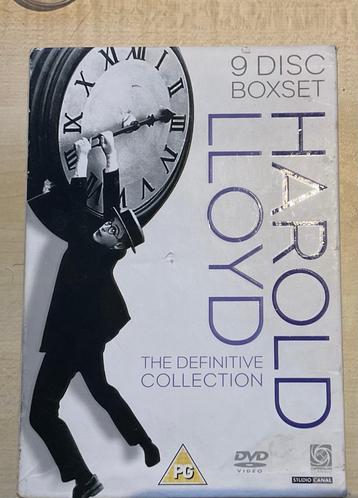 9 DISC
BOXSET
HAROLD
LLOYD
THE DEFINITIVE
COLLECTION
PG
DVD
VIDEO
STUDIO CANAL